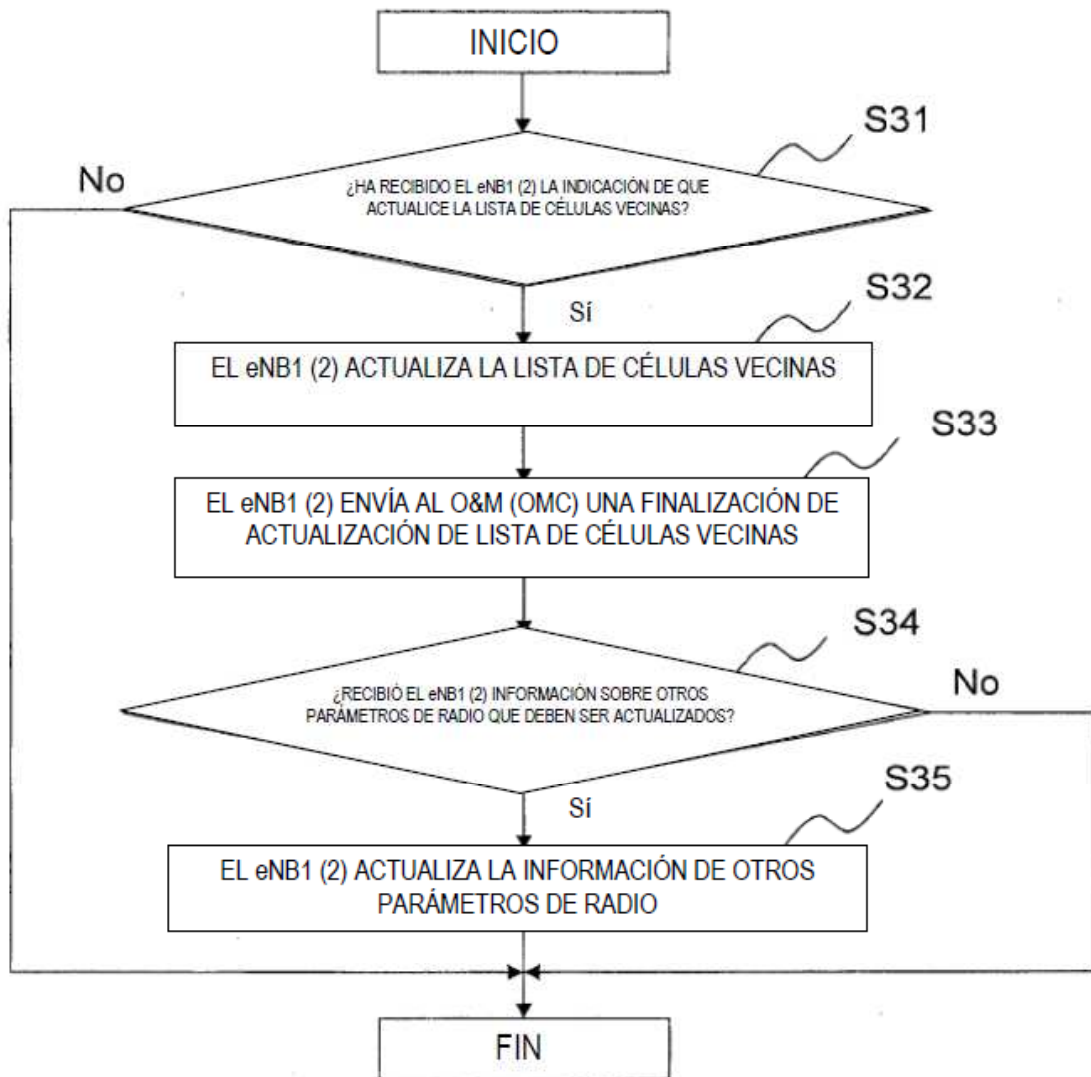 INICIO
S31
No
¿HA RECIBIDO EL eNB1 (2) LA INDICACIÓN DE QUE
ACTUALICE LA LISTA DE CÉLULAS VECINAS?
Sí
S32
EL eNB1 (2) ACTUALIZA LA LISTA DE CÉLULAS VECINAS
S33
EL eNB1 (2) ENVÍA AL O&M (OMC) UNA FINALIZACIÓN DE
ACTUALIZACIÓN DE LISTA DE CÉLULAS VECINAS
S34
¿RECIBIÓ EL eNB1 (2) INFORMACIÓN SOBRE OTROS
PARÁMETROS DE RADIO QUE DEBEN SER ACTUALIZADOS?
No
Sí
S35
EL eNB1 (2) ACTUALIZA LA INFORMACIÓN DE OTROS
PARÁMETROS DE RADIO
FIN